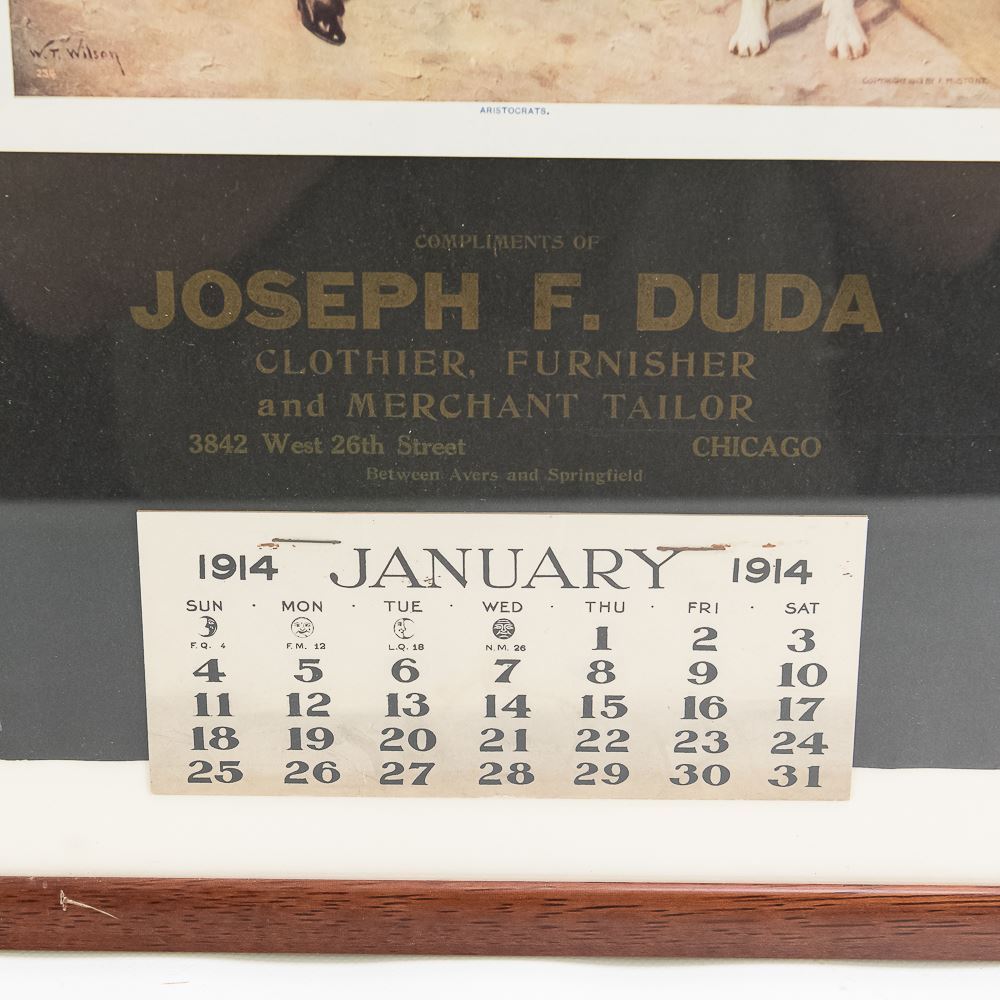 W.T. Wilson
236
ARISTOCRATS.
COMPLIMENTS OF
JOSEPH F. DUDA
CLOTHIER, FURNISHER
and MERCHANT TAILOR
3842 West 26th Street CHICAGO
Between Avers and Springfield
1914 JANUARY 1914
SUN · MON · TUE · WED · THU · FRI · SAT
F.Q. 4 F.M. 12 L.Q. 18 N.M. 26 1 2 3
4 5 6 7 8 9 10
11 12 13 14 15 16 17
18 19 20 21 22 23 24
25 26 27 28 29 30 31